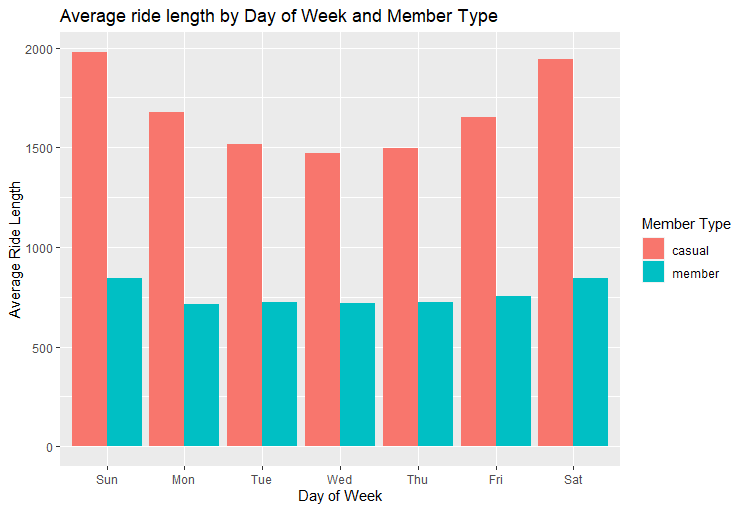 Average ride length by Day of Week and Member Type
2000
1500
1000
500
0
Average Ride Length
Sun Mon Tue Wed Thu Fri Sat
Day of Week
Member Type
casual
member